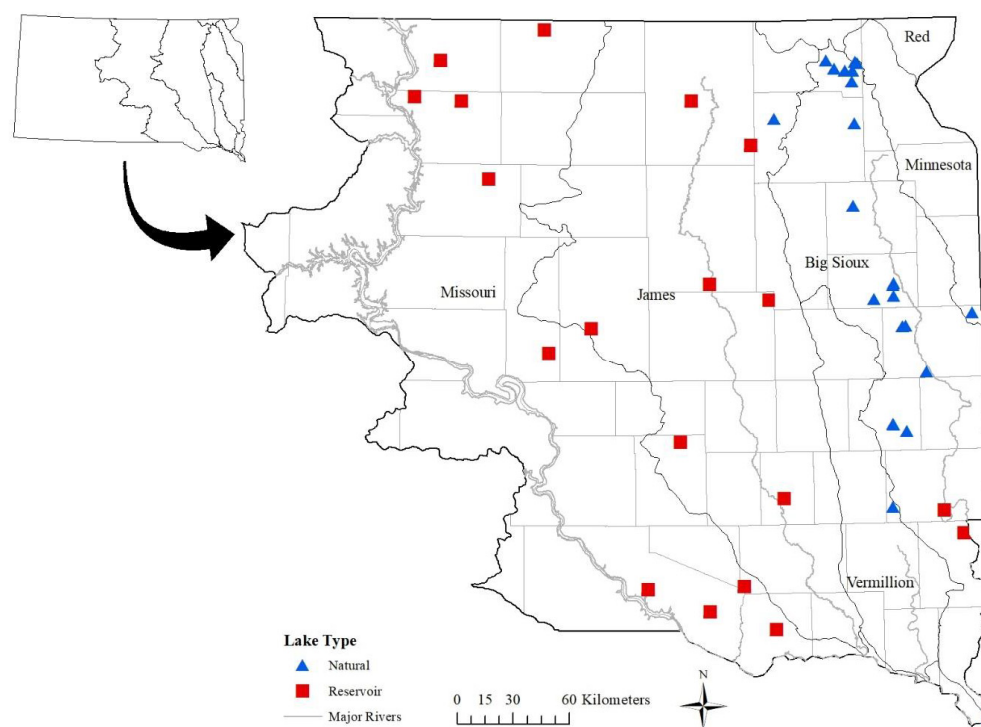 Red
Minnesota
Big Sioux
Missouri
James
Vermillion
Lake Type
Natural
Reservoir
Major Rivers
0 15 30 60 Kilometers
N